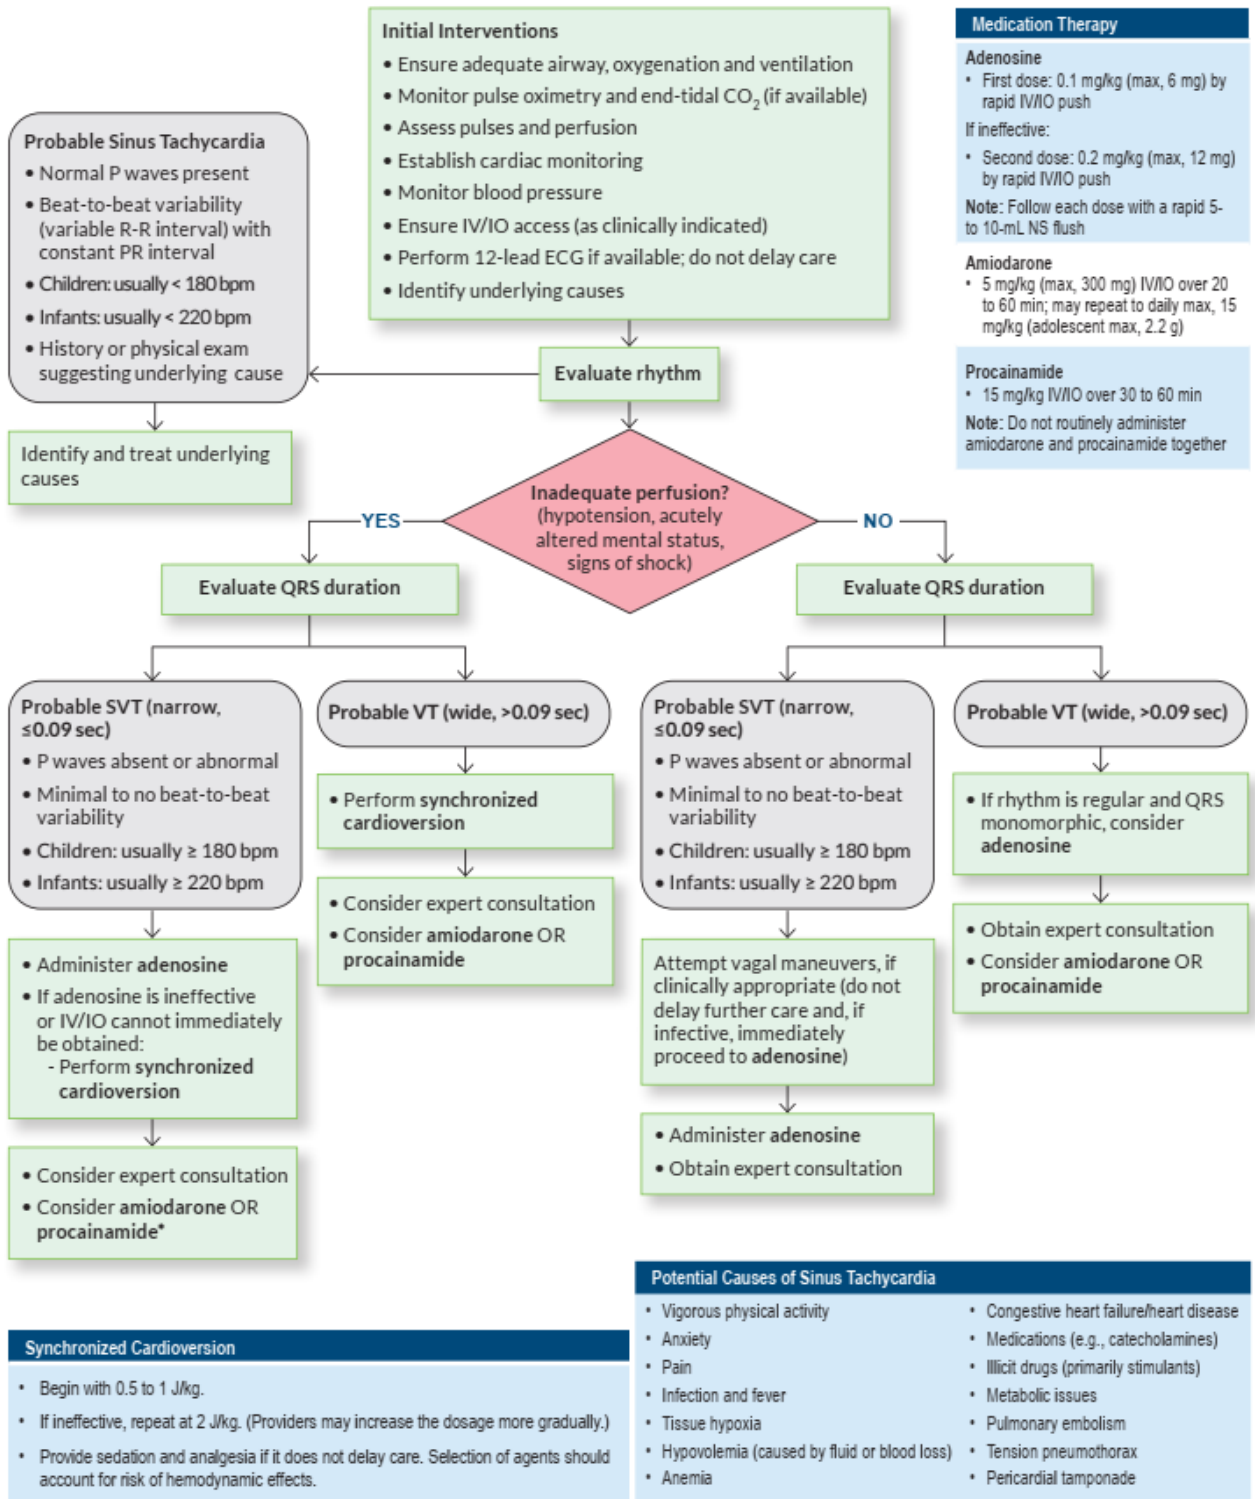 Initial Interventions
• Ensure adequate airway, oxygenation and ventilation
• Monitor pulse oximetry and end-tidal CO₂ (if available)
• Assess pulses and perfusion
• Establish cardiac monitoring
• Monitor blood pressure
• Ensure IV/IO access (as clinically indicated)
• Perform 12-lead ECG if available; do not delay care
• Identify underlying causes
Medication Therapy
Adenosine
• First dose: 0.1 mg/kg (max, 6 mg) by
rapid IV/IO push
If ineffective:
• Second dose: 0.2 mg/kg (max, 12 mg)
by rapid IV/IO push
Note: Follow each dose with a rapid 5-
to 10-mL NS flush
Amiodarone
• 5 mg/kg (max, 300 mg) IV/IO over 20
to 60 min; may repeat to daily max, 15
mg/kg (adolescent max, 2.2 g)
Procainamide
• 15 mg/kg IV/IO over 30 to 60 min
Note: Do not routinely administer
amiodarone and procainamide together
Probable Sinus Tachycardia
• Normal P waves present
• Beat-to-beat variability
(variable R-R interval) with
constant PR interval
• Children: usually < 180 bpm
• Infants: usually < 220 bpm
• History or physical exam
suggesting underlying cause
Evaluate rhythm
Identify and treat underlying
causes
Inadequate perfusion?
(hypotension, acutely
altered mental status,
signs of shock)
YES
NO
Evaluate QRS duration
Evaluate QRS duration
Probable SVT (narrow,
≤0.09 sec)
• P waves absent or abnormal
• Minimal to no beat-to-beat
variability
• Children: usually ≥ 180 bpm
• Infants: usually ≥ 220 bpm
Probable VT (wide, >0.09 sec)
• Perform synchronized
cardioversion
• Consider expert consultation
• Consider amiodarone OR
procainamide
• Administer adenosine
• If adenosine is ineffective
or IV/IO cannot immediately
be obtained:
- Perform synchronized
cardioversion
• Consider expert consultation
• Consider amiodarone OR
procainamide*
Probable SVT (narrow,
≤0.09 sec)
• P waves absent or abnormal
• Minimal to no beat-to-beat
variability
• Children: usually ≥ 180 bpm
• Infants: usually ≥ 220 bpm
Attempt vagal maneuvers, if
clinically appropriate (do not
delay further care and, if
infective, immediately
proceed to adenosine)
• Administer adenosine
• Obtain expert consultation
Probable VT (wide, >0.09 sec)
• If rhythm is regular and QRS
monomorphic, consider
adenosine
• Obtain expert consultation
• Consider amiodarone OR
procainamide
Synchronized Cardioversion
• Begin with 0.5 to 1 J/kg.
• If ineffective, repeat at 2 J/kg. (Providers may increase the dosage more gradually.)
• Provide sedation and analgesia if it does not delay care. Selection of agents should
account for risk of hemodynamic effects.
Potential Causes of Sinus Tachycardia
• Vigorous physical activity
• Anxiety
• Pain
• Infection and fever
• Tissue hypoxia
• Hypovolemia (caused by fluid or blood loss)
• Anemia
• Congestive heart failure/heart disease
• Medications (e.g., catecholamines)
• Illicit drugs (primarily stimulants)
• Metabolic issues
• Pulmonary embolism
• Tension pneumothorax
• Pericardial tamponade